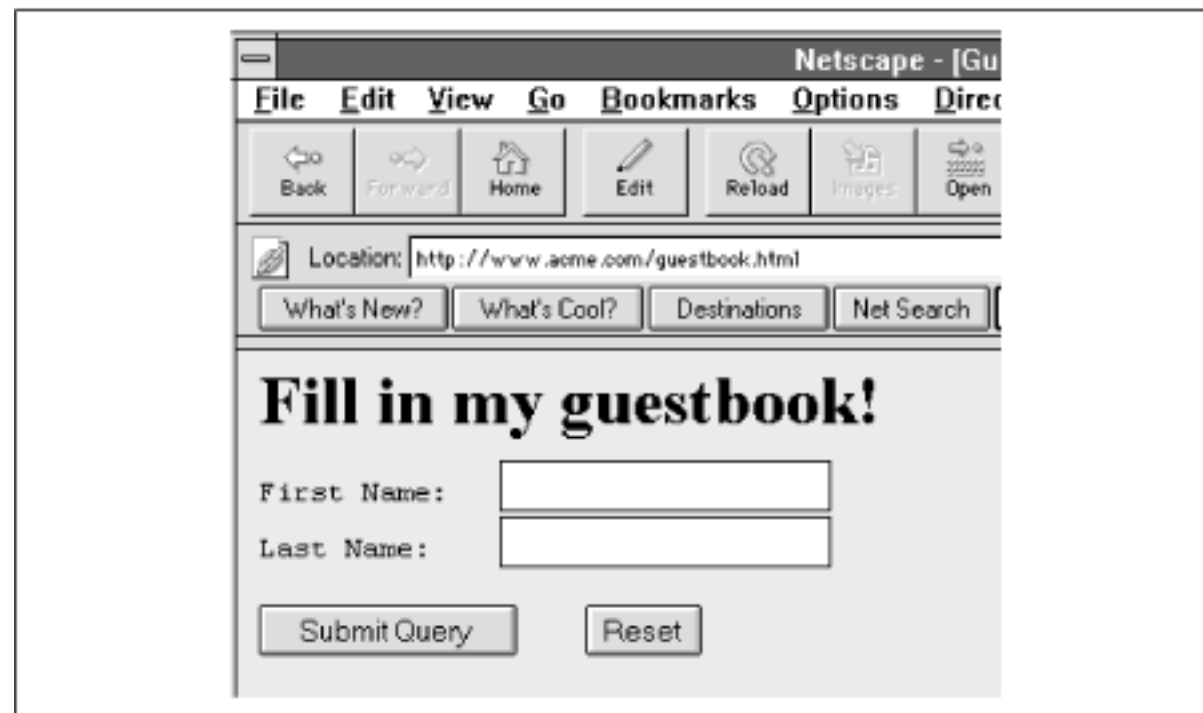 Netscape - [Gu
File Edit View Go Bookmarks Options Direc
Back Forward Home Edit Reload Images Open
Location: http://www.acme.com/guestbook.html
What's New? What's Cool? Destinations Net Search
Fill in my guestbook!
First Name:
Last Name:
Submit Query Reset